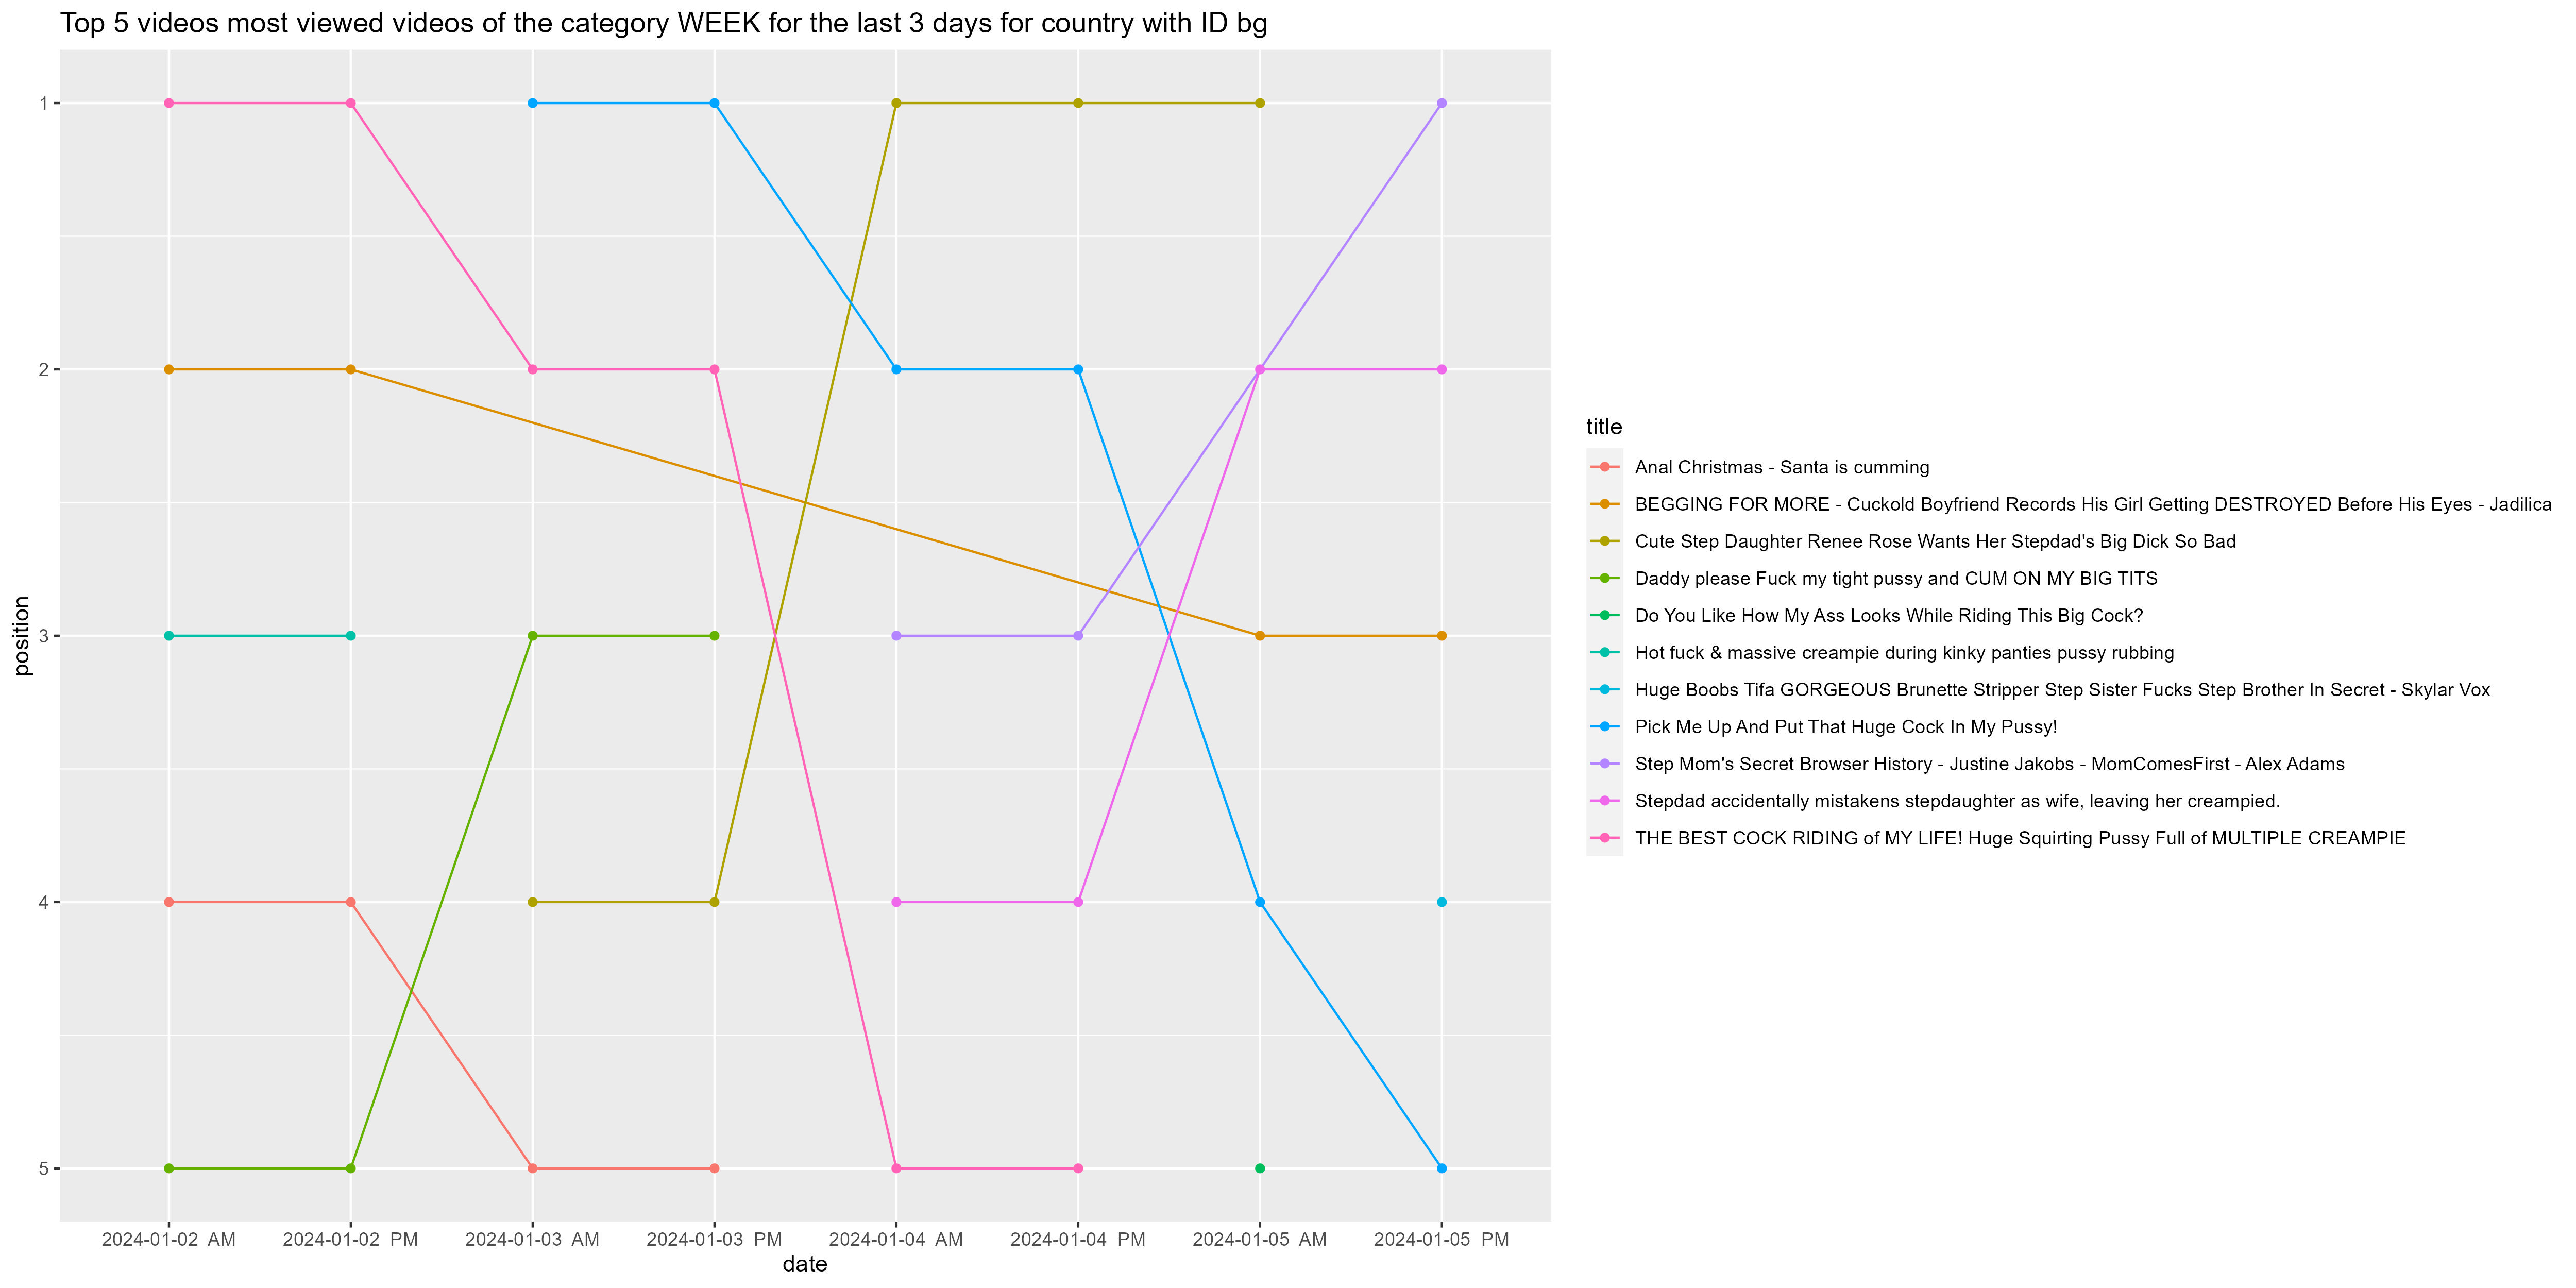 Top 5 videos most viewed videos of the category WEEK for the last 3 days for country with ID bg
position
1
2
3
4
5
2024-01-02 AM
2024-01-02 PM
2024-01-03 AM
2024-01-03 PM
2024-01-04 AM
2024-01-04 PM
2024-01-05 AM
2024-01-05 PM
date
title
Anal Christmas - Santa is cumming
BEGGING FOR MORE - Cuckold Boyfriend Records His Girl Getting DESTROYED Before His Eyes - Jadilica
Cute Step Daughter Renee Rose Wants Her Stepdad's Big Dick So Bad
Daddy please Fuck my tight pussy and CUM ON MY BIG TITS
Do You Like How My Ass Looks While Riding This Big Cock?
Hot fuck & massive creampie during kinky panties pussy rubbing
Huge Boobs Tifa GORGEOUS Brunette Stripper Step Sister Fucks Step Brother In Secret - Skylar Vox
Pick Me Up And Put That Huge Cock In My Pussy!
Step Mom's Secret Browser History - Justine Jakobs - MomComesFirst - Alex Adams
Stepdad accidentally mistakens stepdaughter as wife, leaving her creampied.
THE BEST COCK RIDING of MY LIFE! Huge Squirting Pussy Full of MULTIPLE CREAMPIE